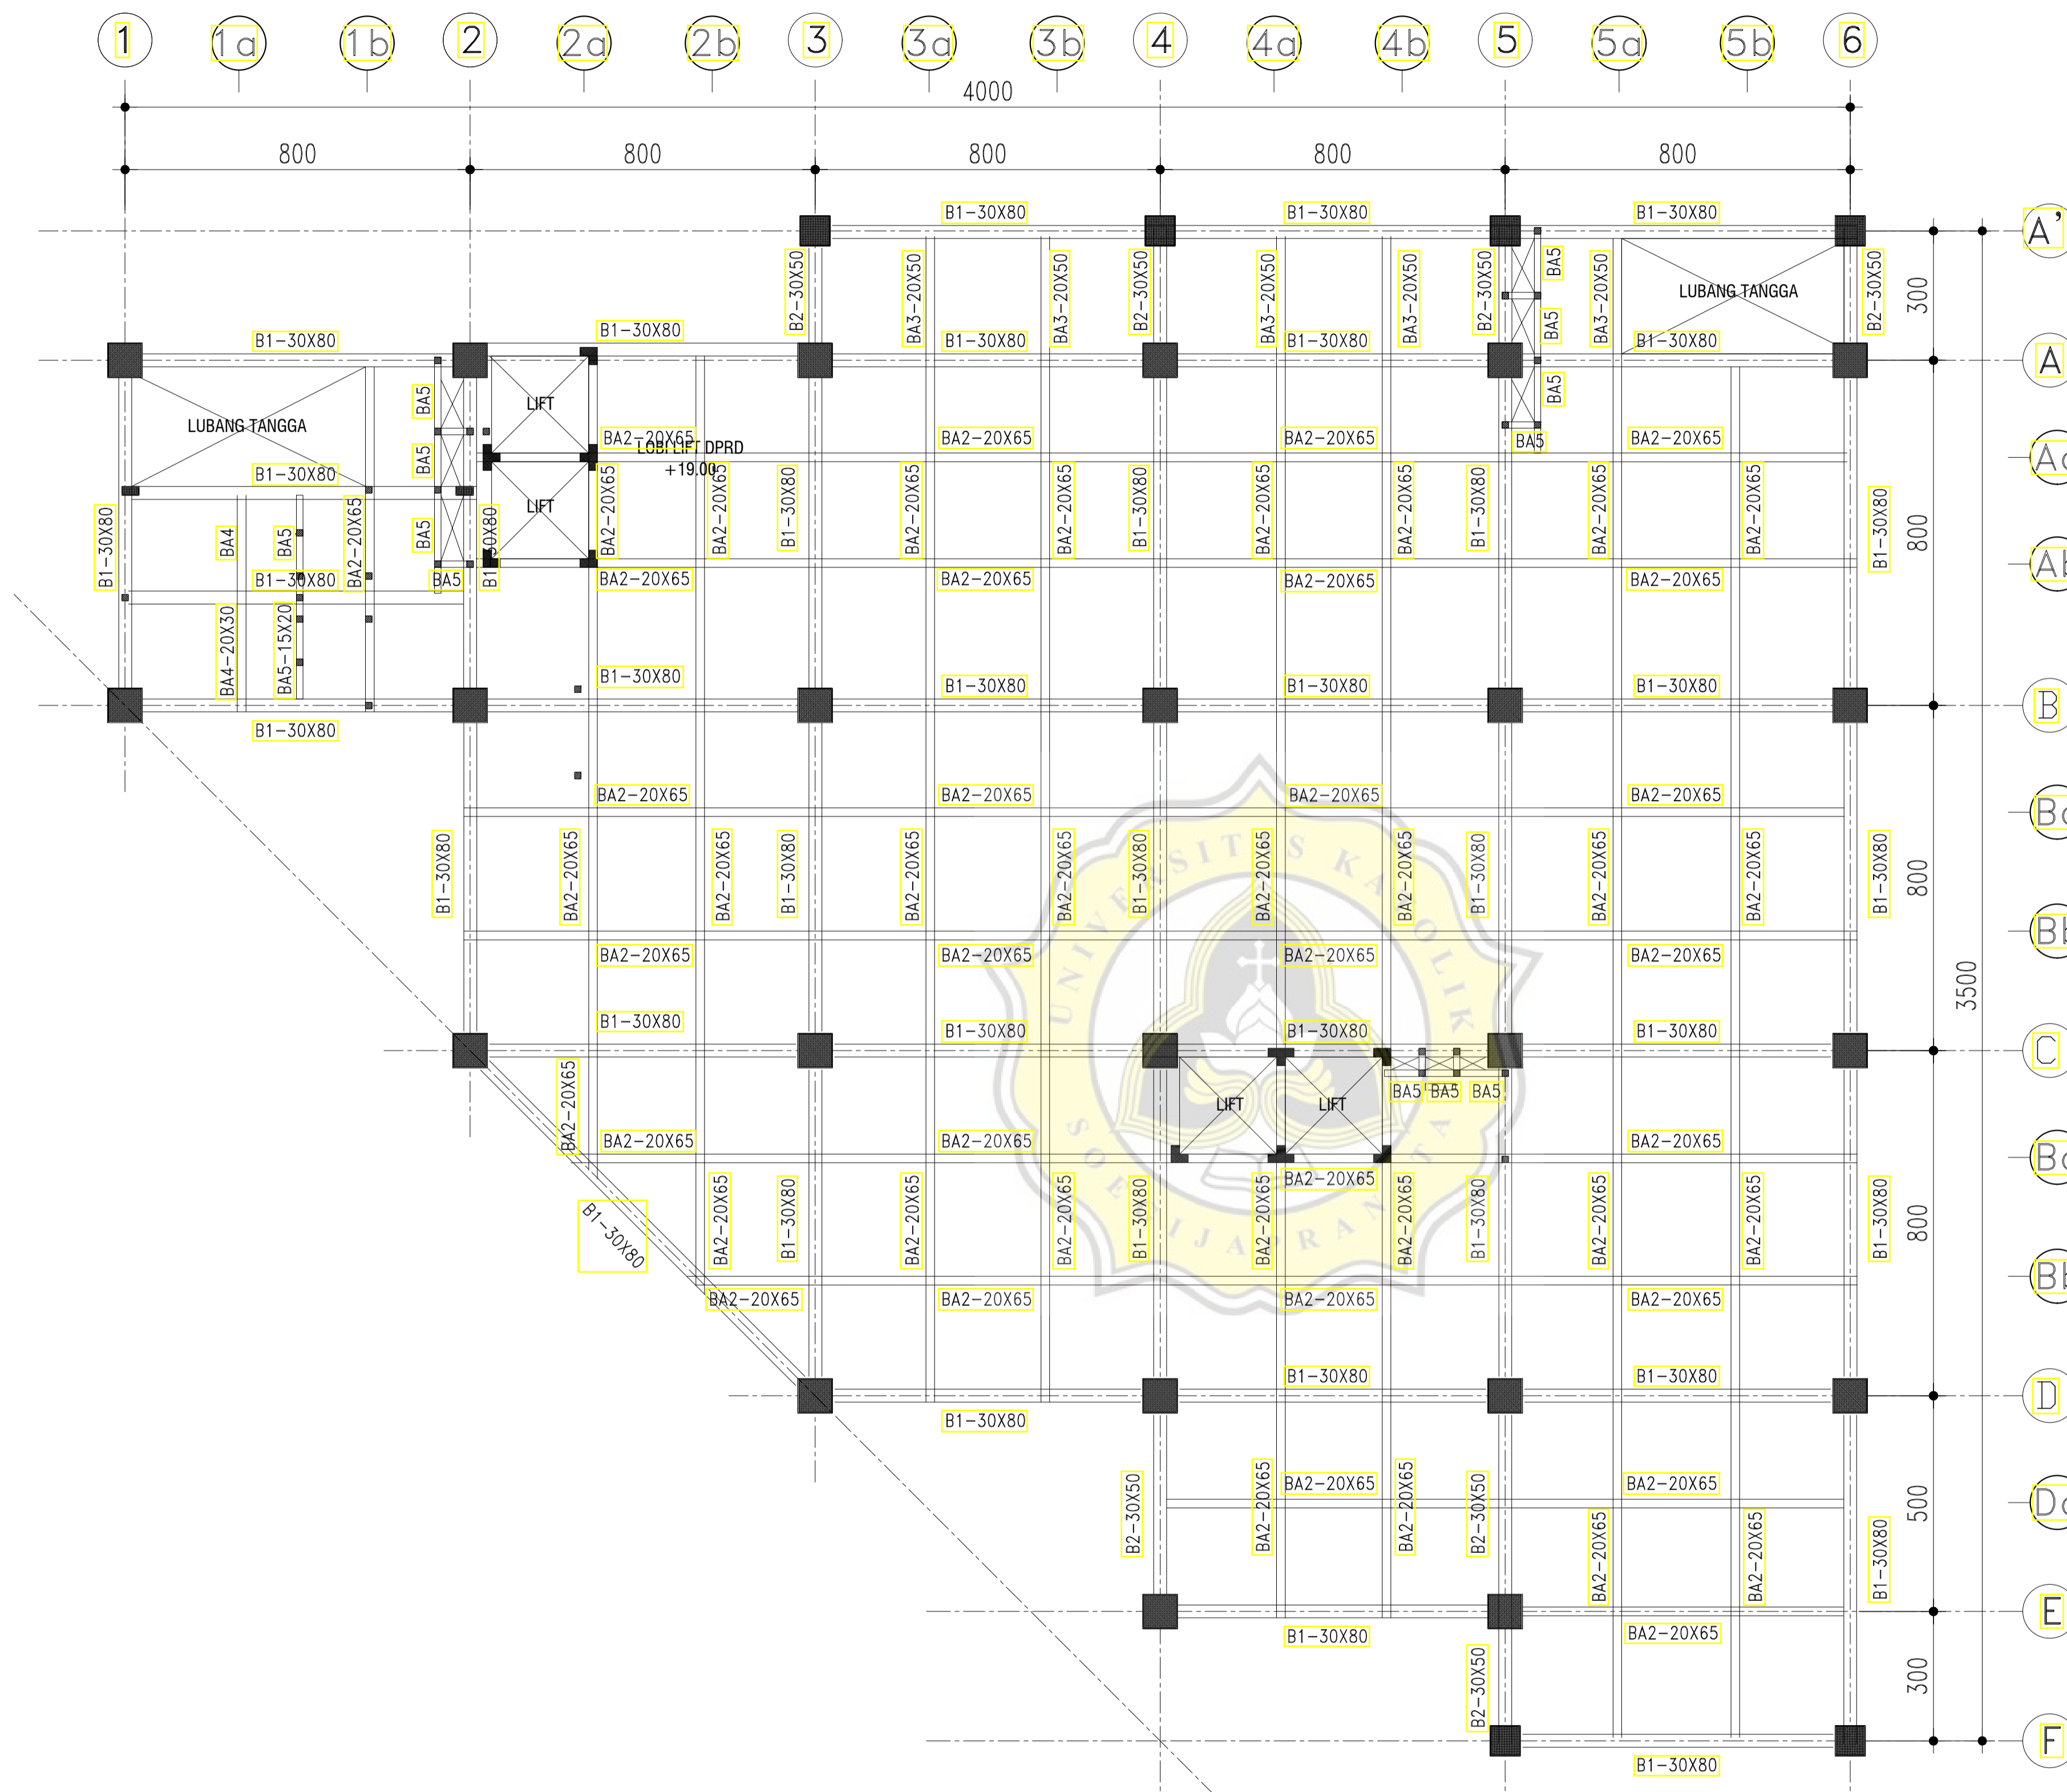 1 1a 1b 2 2a 2b 3 3a 3b 4 4a 4b 5 5a 5b 6
4000
800 800 800 800 800
B1-30X80 B1-30X80 B1-30X80
A'
B2-30X50 BA3-20X50 BA3-20X50 B2-30X50 BA3-20X50 BA3-20X50 B2-30X50 BA5 BA3-20X50 B2-30X50
LUBANG TANGGA
300
BA5
B1-30X80 B1-30X80 B1-30X80 B1-30X80 B1-30X80
A
BA5 BA5
LIFT
LUBANG TANGGA
BA2-20X65 BA2-20X65 BA2-20X65 BA5 BA2-20X65
LOBI LIFT DPRD
+19.00
BA5
B1-30X80
LIFT
B1-30X80 BA4 BA5 BA2-20X65 BA5 B1-30X80 BA2-20X65 BA2-20X65 B1-30X80 BA2-20X65 BA2-20X65 B1-30X80 BA2-20X65 BA2-20X65 B1-30X80 BA2-20X65 BA2-20X65 B1-30X80
800
B1-30X80 BA5 BA2-20X65 BA2-20X65 BA2-20X65 BA2-20X65
BA4-20X30 BA5-15X20
B1-30X80 B1-30X80 B1-30X80 B1-30X80
B
B1-30X80
BA2-20X65 BA2-20X65 BA2-20X65 BA2-20X65
B1-30X80 BA2-20X65 BA2-20X65 B1-30X80 BA2-20X65 BA2-20X65 B1-30X80 BA2-20X65 BA2-20X65 B1-30X80 BA2-20X65 BA2-20X65 B1-30X80
800
UNIVERSITAS KATOLIK
BA2-20X65 BA2-20X65 BA2-20X65 BA2-20X65
3500
B1-30X80 B1-30X80 B1-30X80 B1-30X80
C
BA5 BA5 BA5
LIFT LIFT
BA2-20X65
BA2-20X65 BA2-20X65 BA2-20X65
BA2-20X65
SOEGIJAPRANATA
BA2-20X65 B1-30X80 BA2-20X65 BA2-20X65 B1-30X80 BA2-20X65 BA2-20X65 B1-30X80 BA2-20X65 BA2-20X65 B1-30X80
800
B1-30X80
BA2-20X65 BA2-20X65 BA2-20X65 BA2-20X65
B1-30X80 B1-30X80
D
B1-30X80
BA2-20X65 BA2-20X65
B2-30X50 BA2-20X65 BA2-20X65 B2-30X50 BA2-20X65 BA2-20X65 B1-30X80
500
E
B1-30X80 BA2-20X65
B2-30X50
300
F
B1-30X80